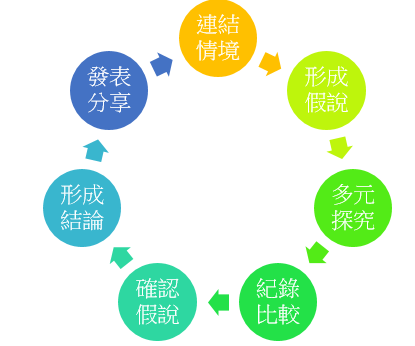 連結
情境
形成
假說
多元
探究
紀錄
比較
確認
假說
形成
結論
發表
分享